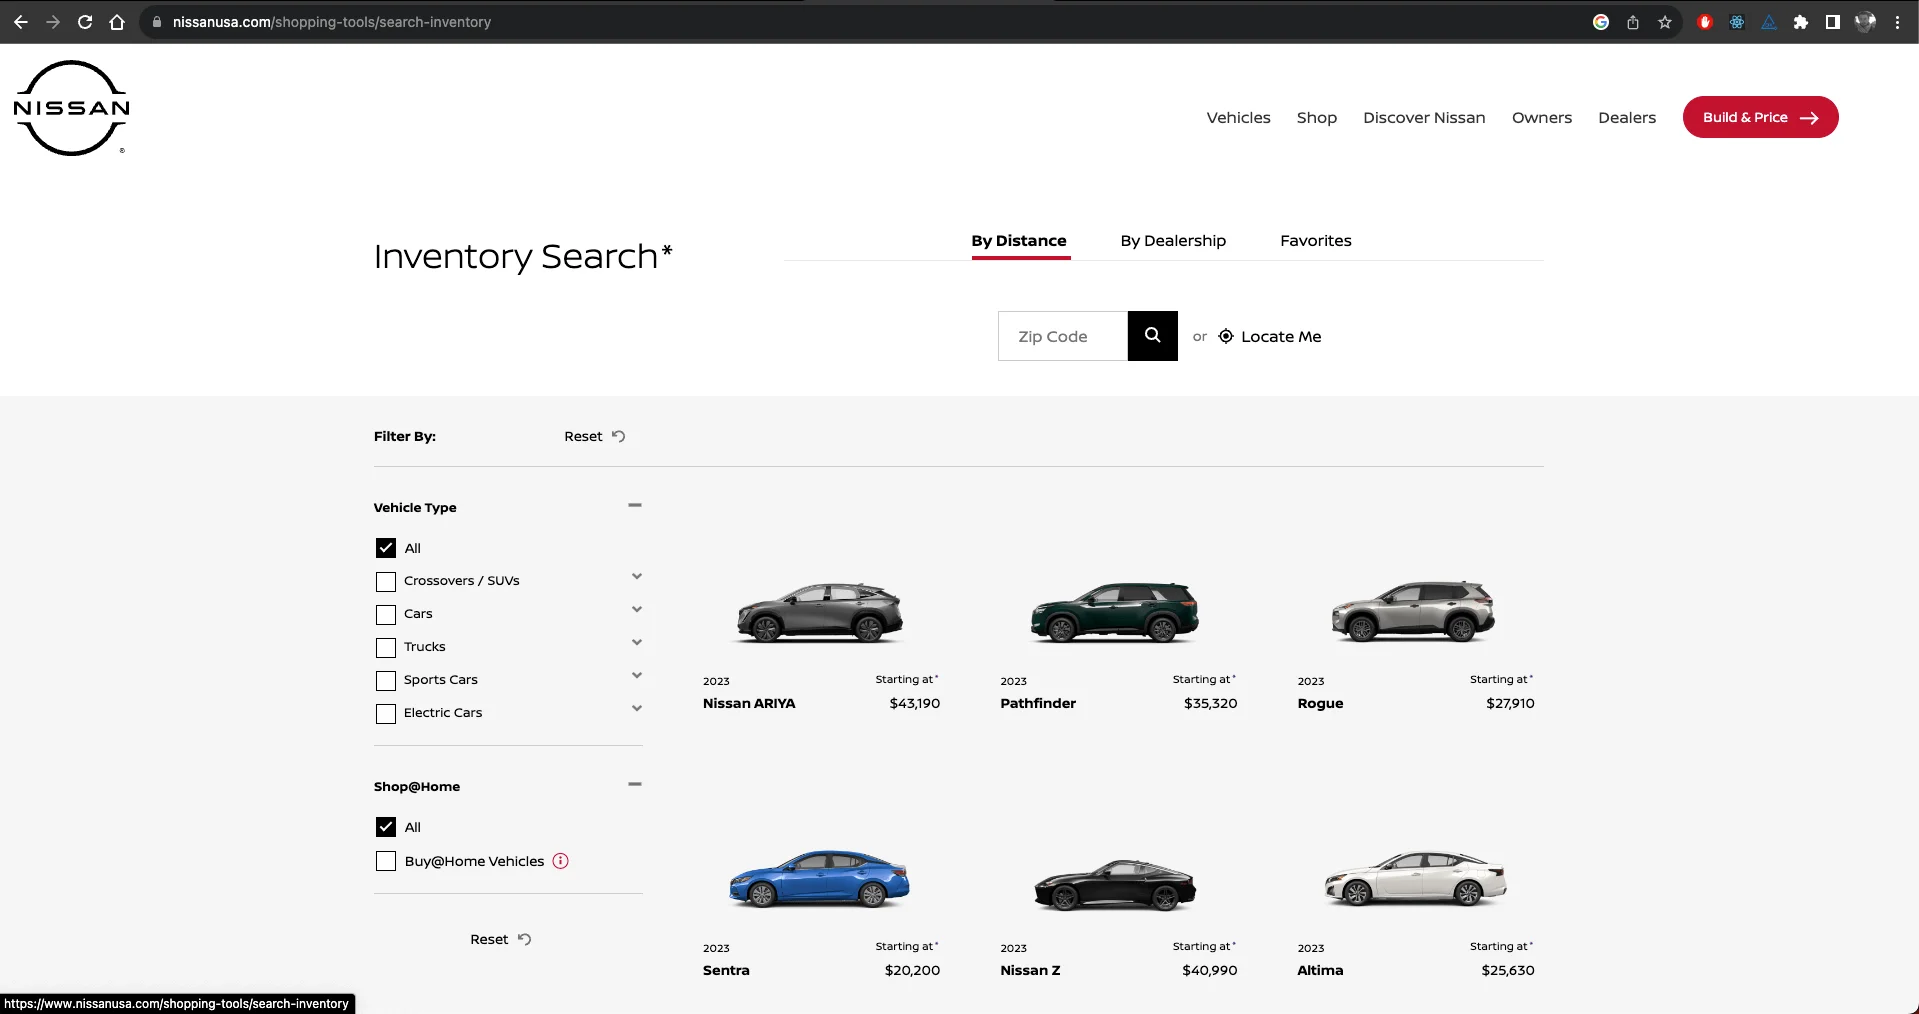 nissanusa.com/shopping-tools/search-inventory
NISSAN
®
Vehicles Shop Discover Nissan Owners Dealers Build & Price
Inventory Search*
By Distance By Dealership Favorites
Zip Code or Locate Me
Filter By: Reset
Vehicle Type
All
Crossovers / SUVs
Cars
Trucks
Sports Cars
Electric Cars
Shop@Home
All
Buy@Home Vehicles
Reset
2023 Starting at*
Nissan ARIYA $43,190
2023 Starting at*
Pathfinder $35,320
2023 Starting at*
Rogue $27,910
2023 Starting at*
Sentra $20,200
2023 Starting at*
Nissan Z $40,990
2023 Starting at*
Altima $25,630
https://www.nissanusa.com/shopping-tools/search-inventory